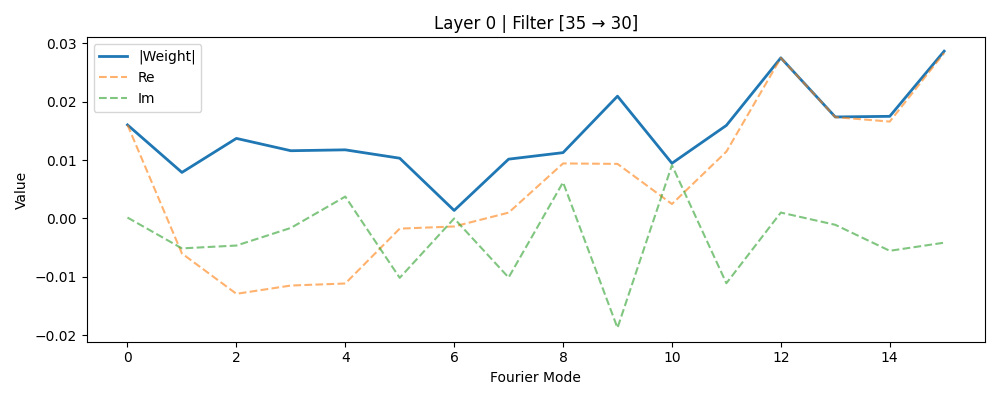 Layer 0 | Filter [35 → 30]
|Weight|
Re
Im
Value
0.03
0.02
0.01
0.00
−0.01
−0.02
0 2 4 6 8 10 12 14
Fourier Mode